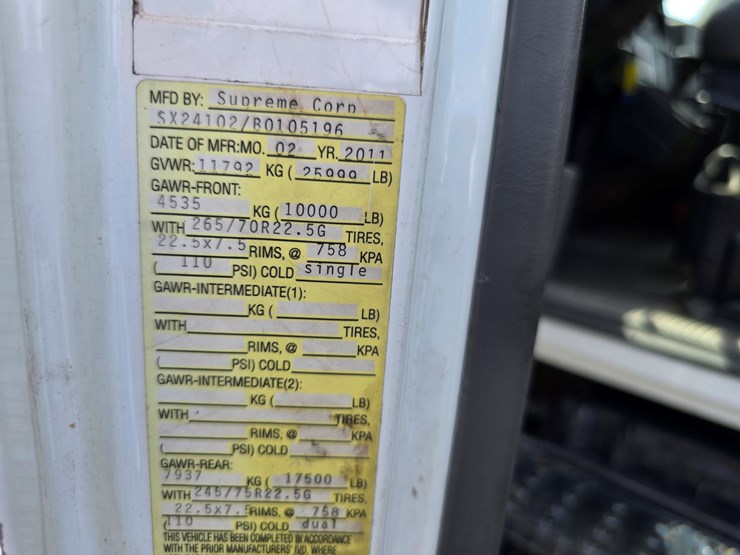 MFD BY: Supreme Corp
SX24102/B0105196
DATE OF MFR:MO. 02 YR. 2011
GVWR: 11792 KG ( 25999 LB)
GAWR-FRONT:
4535 KG ( 10000 LB)
WITH 265/70R22.5G TIRES,
22.5x7.5 RIMS, @ 758 KPA
( 110 PSI) COLD single
GAWR-INTERMEDIATE(1):
KG ( LB)
WITH TIRES,
RIMS, @ KPA
( PSI) COLD
GAWR-INTERMEDIATE(2):
KG ( LB)
WITH TIRES,
RIMS, @ KPA
( PSI) COLD
GAWR-REAR:
7937 KG ( 17500 LB)
WITH 245/75R22.5G TIRES,
22.5x7.5 RIMS, @ 758 KPA
(110 PSI) COLD dual
THIS VEHICLE HAS BEEN COMPLETED IN ACCORDANCE
WITH THE PRIOR MANUFACTURERS' IVD, WHERE